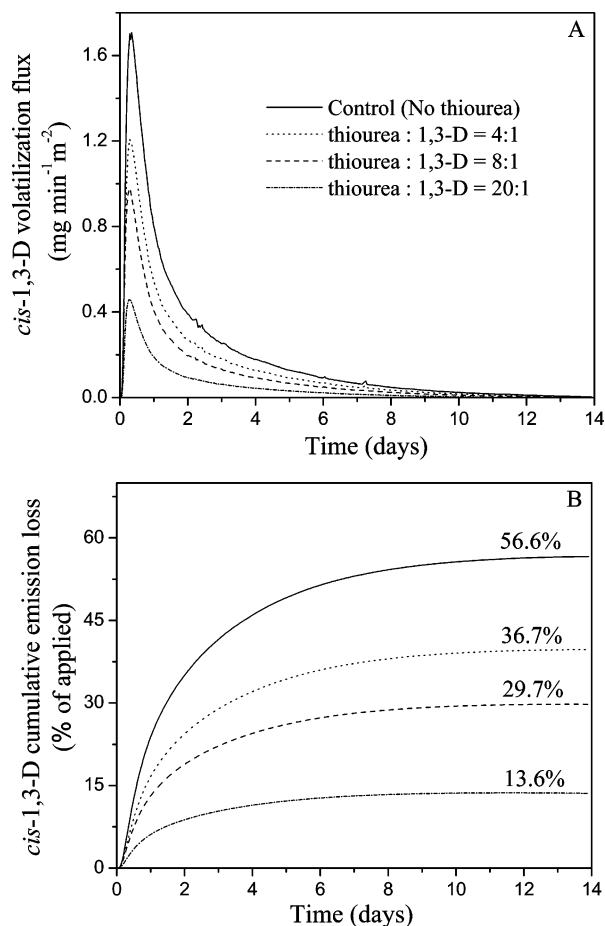 A
cis-1,3-D volatilization flux
(mg min⁻¹m⁻²)
1.6
1.2
0.8
0.4
0.0
Control (No thiourea)
thiourea : 1,3-D = 4:1
thiourea : 1,3-D = 8:1
thiourea : 1,3-D = 20:1
0 2 4 6 8 10 12 14
Time (days)
B
cis-1,3-D cumulative emission loss
(% of applied)
60
45
30
15
0
56.6%
36.7%
29.7%
13.6%
0 2 4 6 8 10 12 14
Time (days)